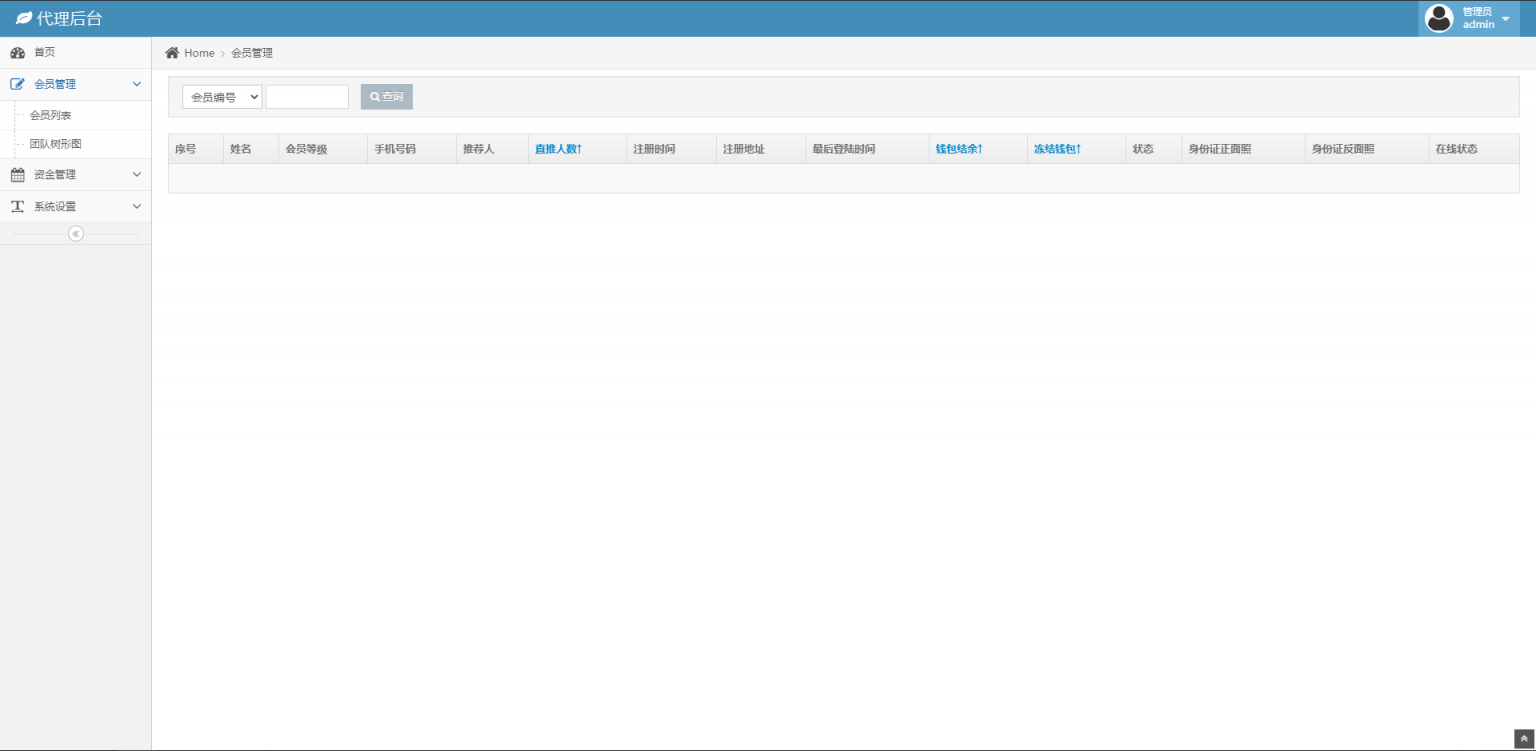 代理后台
管理员
admin
首页
Home > 会员管理
会员管理
会员列表
团队树形图
资金管理
系统设置
会员编号 查询
序号 姓名 会员等级 手机号码 推荐人 直推人数↑ 注册时间 注册地址 最后登陆时间 钱包结余↑ 冻结钱包↑ 状态 身份证正面照 身份证反面照 在线状态